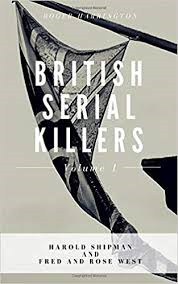 ROGER HARRINGTON
BRITISH
SERIAL
KILLERS
Volume 1
HAROLD SHIPMAN
AND
FRED AND ROSE WEST